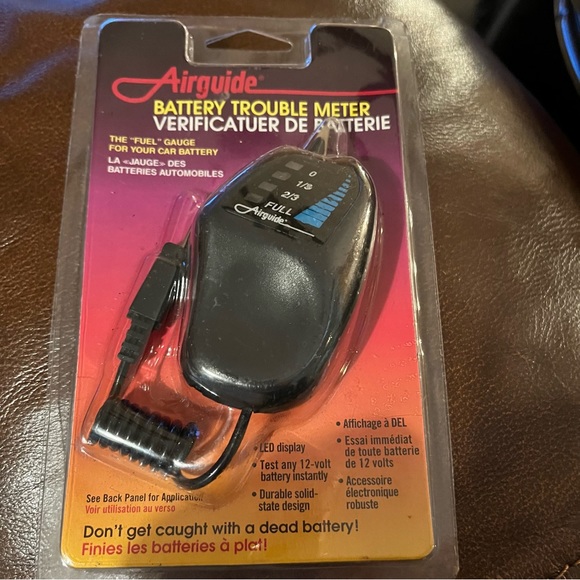 Airguide®
BATTERY TROUBLE METER
VERIFICATUER DE BATTERIE
THE "FUEL" GAUGE
FOR YOUR CAR BATTERY
LA «JAUGE» DES
BATTERIES AUTOMOBILES
0
1/3
2/3
FULL
Airguide
• LED display
• Test any 12-volt
battery instantly
• Durable solid-
state design
• Affichage à DEL
• Essai immédiat
de toute batterie
de 12 volts
• Accessoire
électronique
robuste
See Back Panel for Application
Voir utilisation au verso
Don't get caught with a dead battery!
Finies les batteries à plat!